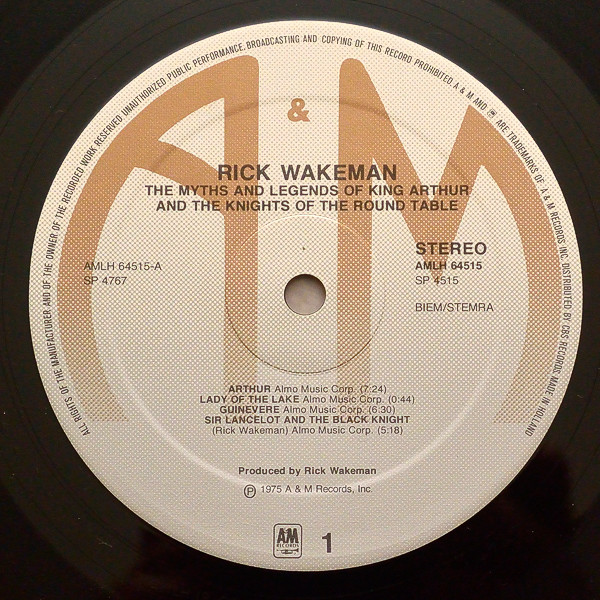 ALL RIGHTS OF THE MANUFACTURER AND OF THE OWNER OF THE RECORDED WORK RESERVED. UNAUTHORIZED PUBLIC PERFORMANCE, BROADCASTING AND COPYING OF THIS RECORD PROHIBITED A & M AND A&M ARE TRADEMARKS OF A & M RECORDS INC. DISTRIBUTED BY CBS RECORDS. MADE IN HOLLAND
A & M
RICK WAKEMAN
THE MYTHS AND LEGENDS OF KING ARTHUR
AND THE KNIGHTS OF THE ROUND TABLE
AMLH 64515-A
SP 4767
STEREO
AMLH 64515
SP 4515
BIEM/STEMRA
ARTHUR Almo Music Corp. (7:24)
LADY OF THE LAKE Almo Music Corp. (0:44)
GUINEVERE Almo Music Corp. (6:30)
SIR LANCELOT AND THE BLACK KNIGHT
(Rick Wakeman) Almo Music Corp. (5:18)
Produced by Rick Wakeman
℗ 1975 A & M Records, Inc.
A&M
RECORDS
1